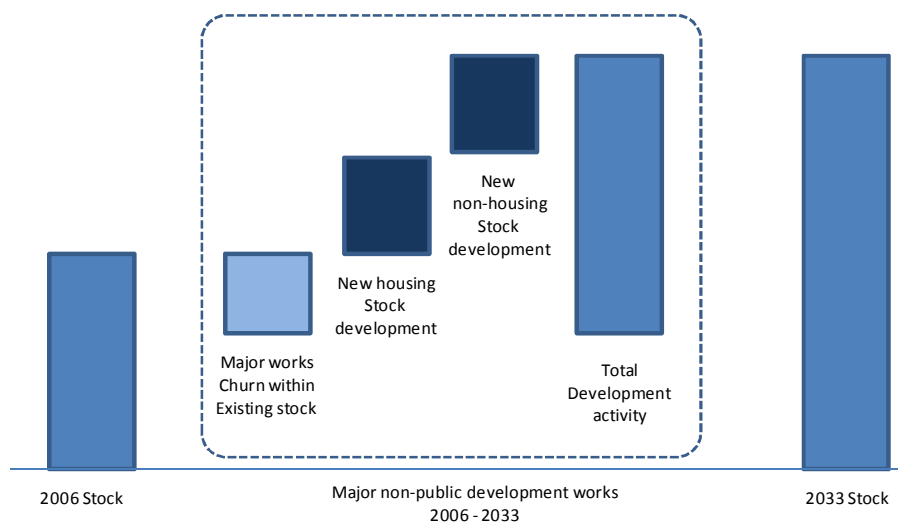 New
non-housing
Stock
development
New housing
Stock
development
Major works
Churn within
Existing stock
Total
Development
activity
2006 Stock
Major non-public development works
2006 - 2033
2033 Stock